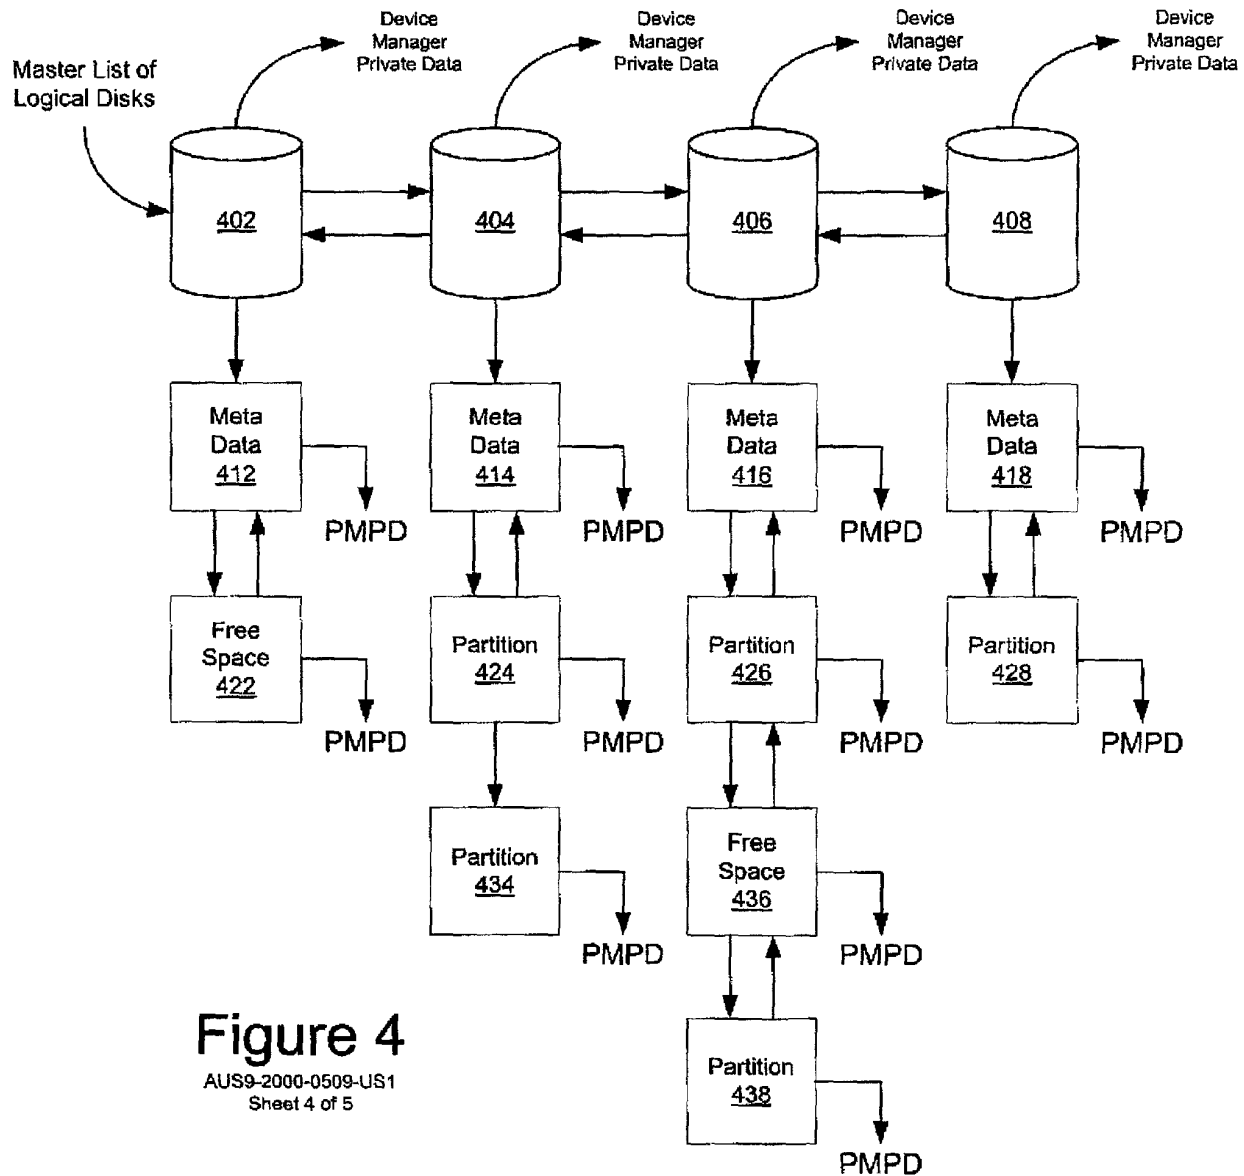 Device
Manager
Private Data
Device
Manager
Private Data
Device
Manager
Private Data
Device
Manager
Private Data
Master List of
Logical Disks
402
404
406
408
Meta
Data
412
Meta
Data
414
Meta
Data
416
Meta
Data
418
PMPD
PMPD
PMPD
PMPD
Free
Space
422
Partition
424
Partition
426
Partition
428
PMPD
PMPD
PMPD
PMPD
Partition
434
Free
Space
436
PMPD
PMPD
Partition
438
PMPD
Figure 4
AUS9-2000-0509-US1
Sheet 4 of 5